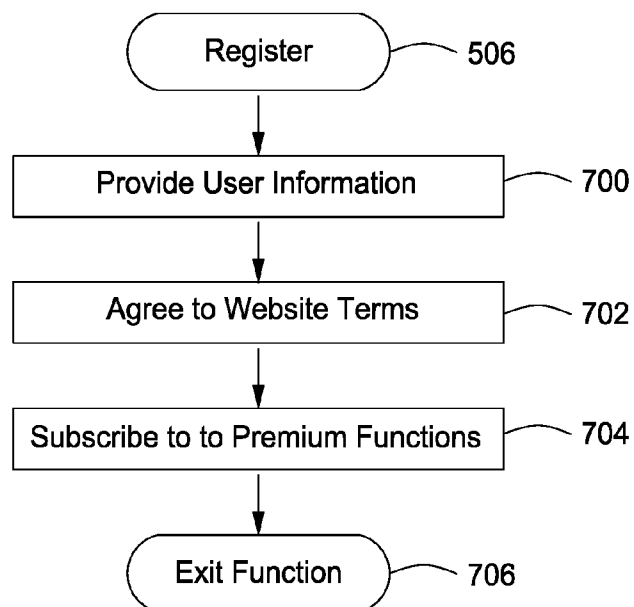 Register
506
Provide User Information
700
Agree to Website Terms
702
Subscribe to to Premium Functions
704
Exit Function
706